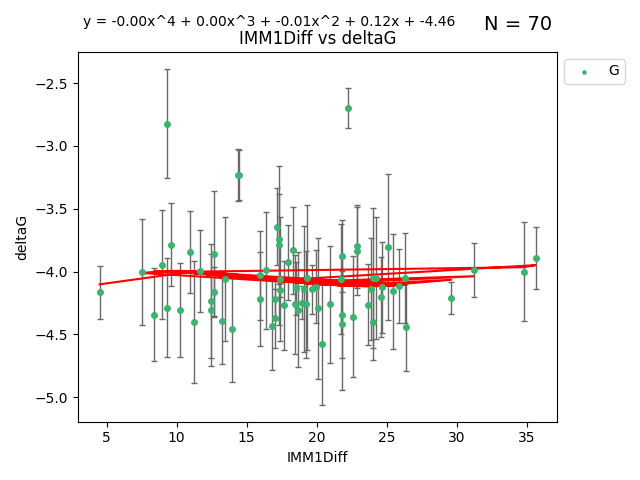 y = -0.00x^4 + 0.00x^3 + -0.01x^2 + 0.12x + -4.46 N = 70
IMM1Diff vs deltaG
G
−2.5
−3.0
−3.5
−4.0
−4.5
−5.0
deltaG
5 10 15 20 25 30 35
IMM1Diff